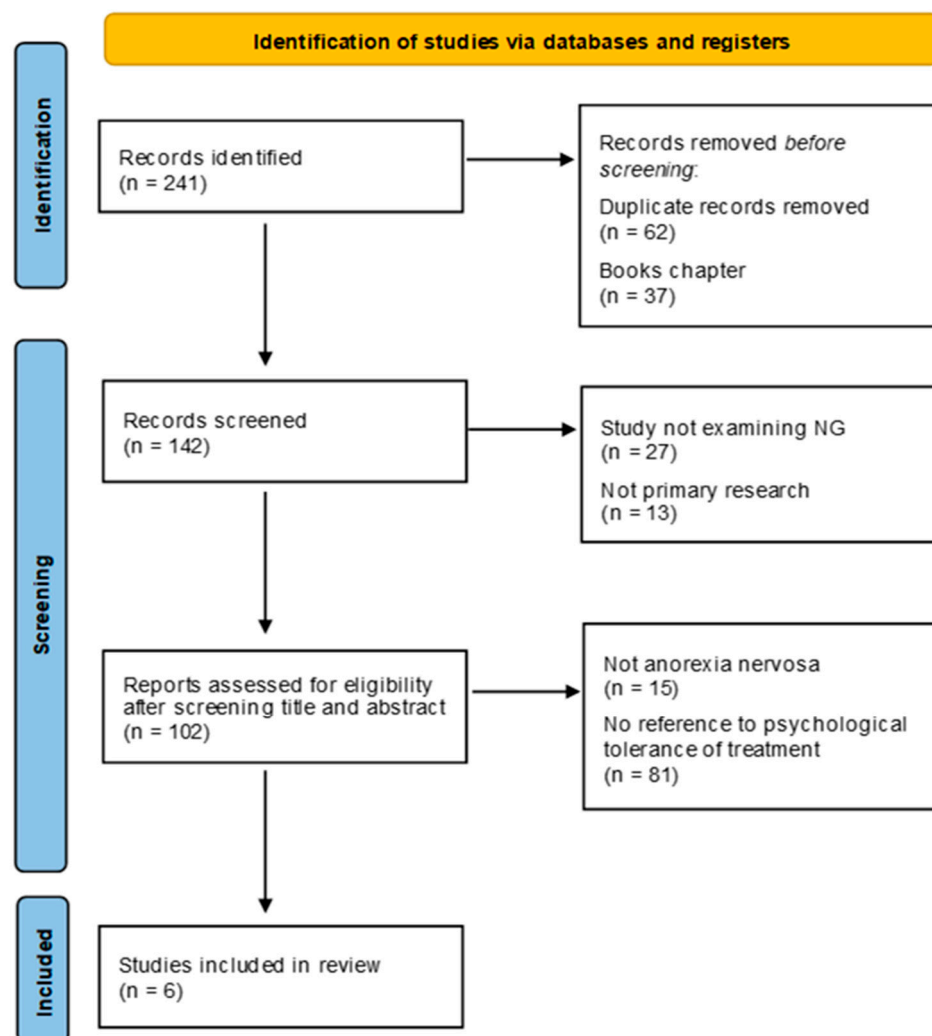 Identification of studies via databases and registers
Identification
Records identified
(n = 241)
Records removed before
screening:
Duplicate records removed
(n = 62)
Books chapter
(n = 37)
Screening
Records screened
(n = 142)
Study not examining NG
(n = 27)
Not primary research
(n = 13)
Reports assessed for eligibility
after screening title and abstract
(n = 102)
Not anorexia nervosa
(n = 15)
No reference to psychological
tolerance of treatment
(n = 81)
Included
Studies included in review
(n = 6)